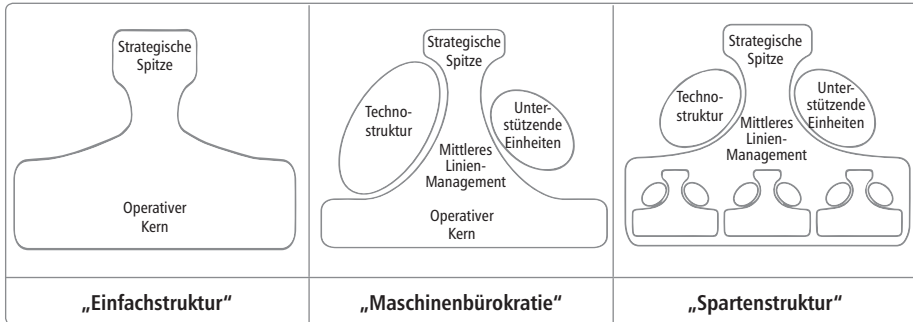 Strategische
Spitze
Operativer
Kern
Strategische
Spitze
Techno-
struktur
Unter-
stützende
Einheiten
Mittleres
Linien-
Management
Operativer
Kern
Strategische
Spitze
Techno-
struktur
Unter-
stützende
Einheiten
Mittleres
Linien-
Management
„Einfachstruktur“
„Maschinenbürokratie“
„Spartenstruktur“